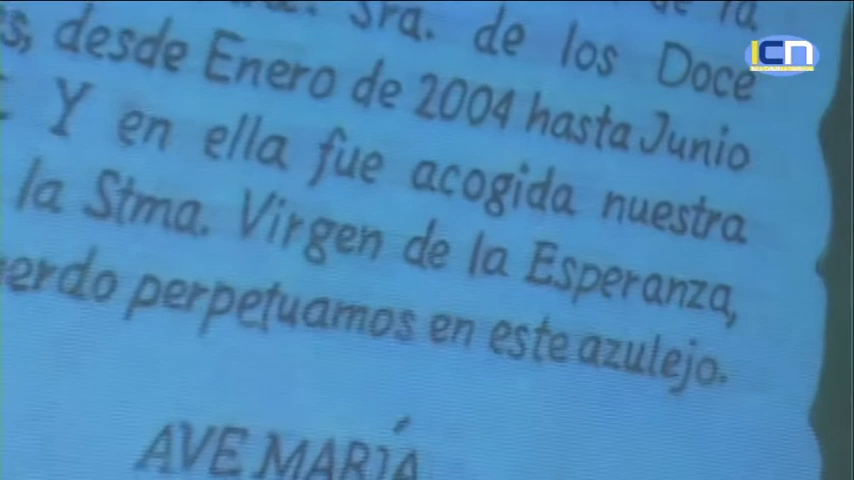 Sra. de los Doce
desde Enero de 2004 hasta Junio
Y en ella fue acogida nuestra
la Stma. Virgen de la Esperanza,
perpetuamos en este azulejo.
AVE MARÍA
ICN